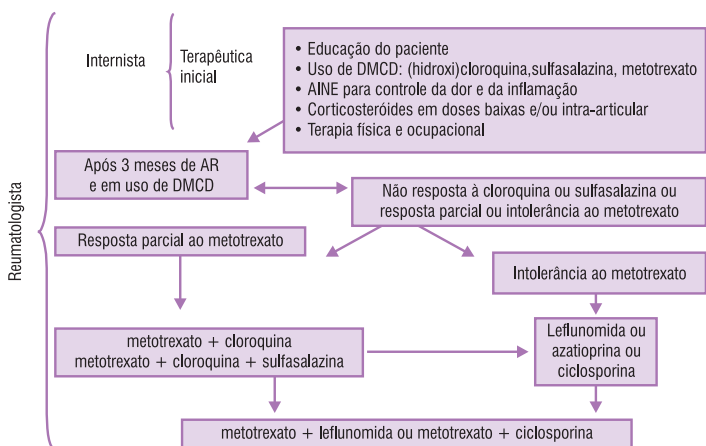 Reumatologista
Internista
Terapêutica
inicial
• Educação do paciente
• Uso de DMCD: (hidroxi)cloroquina,sulfasalazina, metotrexato
• AINE para controle da dor e da inflamação
• Corticosteróides em doses baixas e/ou intra-articular
• Terapia física e ocupacional
Após 3 meses de AR
e em uso de DMCD
Não resposta à cloroquina ou sulfasalazina ou
resposta parcial ou intolerância ao metotrexato
Resposta parcial ao metotrexato
Intolerância ao metotrexato
metotrexato + cloroquina
metotrexato + cloroquina + sulfasalazina
Leflunomida ou
azatioprina ou
ciclosporina
metotrexato + leflunomida ou metotrexato + ciclosporina